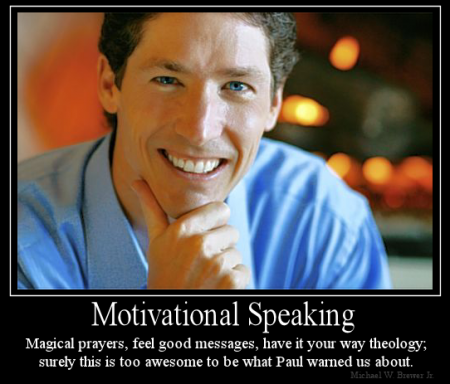 Motivational Speaking
Magical prayers, feel good messages, have it your way theology;
surely this is too awesome to be what Paul warned us about.
Michael W. Brewer Jr.